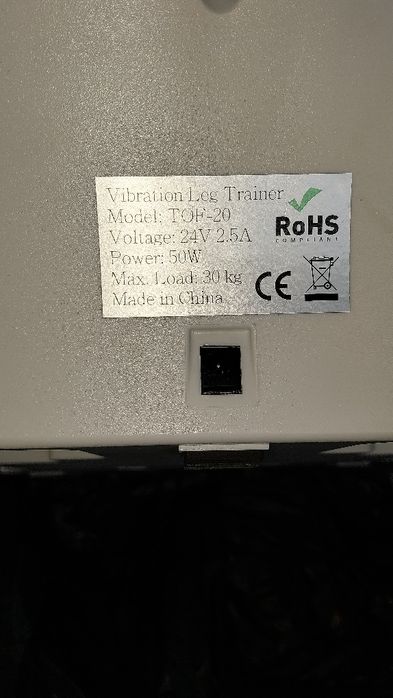 Vibration Leg Trainer
Model: TOF-20
Voltage: 24V 2.5A
Power: 50W
Max. Load: 30 kg
Made in China
RoHS
COMPLIANT
CE